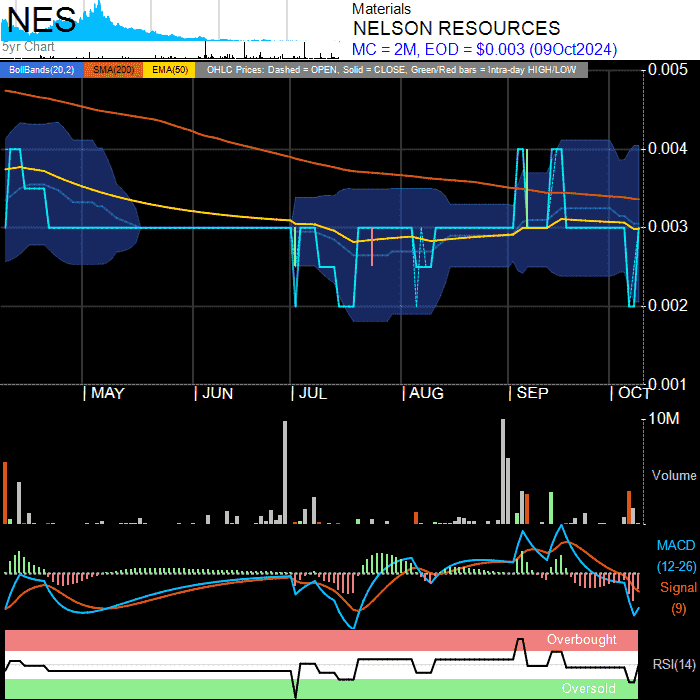 NES
5yr Chart
Materials
NELSON RESOURCES
MC = 2M, EOD = $0.003 (09Oct2024)
BollBands(20,2) SMA(200) EMA(50) OHLC Prices: Dashed = OPEN, Solid = CLOSE, Green/Red bars = Intra-day HIGH/LOW
0.005
0.004
0.003
0.002
0.001
MAY JUN JUL AUG SEP OCT
10M
Volume
MACD
(12-26)
Signal
(9)
Overbought
RSI(14)
Oversold